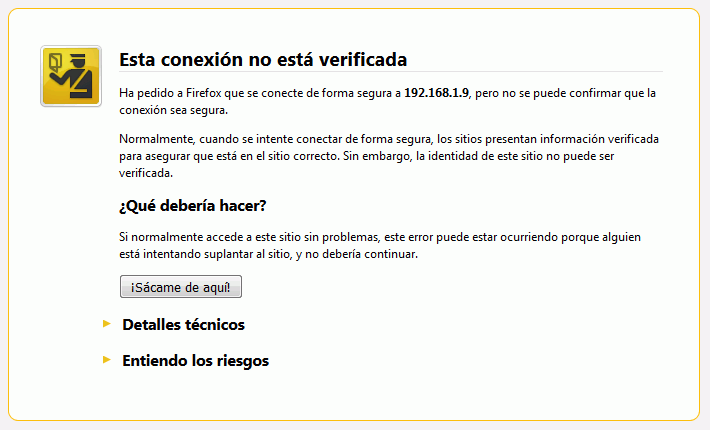 Esta conexión no está verificada
Ha pedido a Firefox que se conecte de forma segura a 192.168.1.9, pero no se puede confirmar que la
conexión sea segura.
Normalmente, cuando se intente conectar de forma segura, los sitios presentan información verificada
para asegurar que está en el sitio correcto. Sin embargo, la identidad de este sitio no puede ser
verificada.
¿Qué debería hacer?
Si normalmente accede a este sitio sin problemas, este error puede estar ocurriendo porque alguien
está intentando suplantar al sitio, y no debería continuar.
¡Sácame de aquí!
Detalles técnicos
Entiendo los riesgos